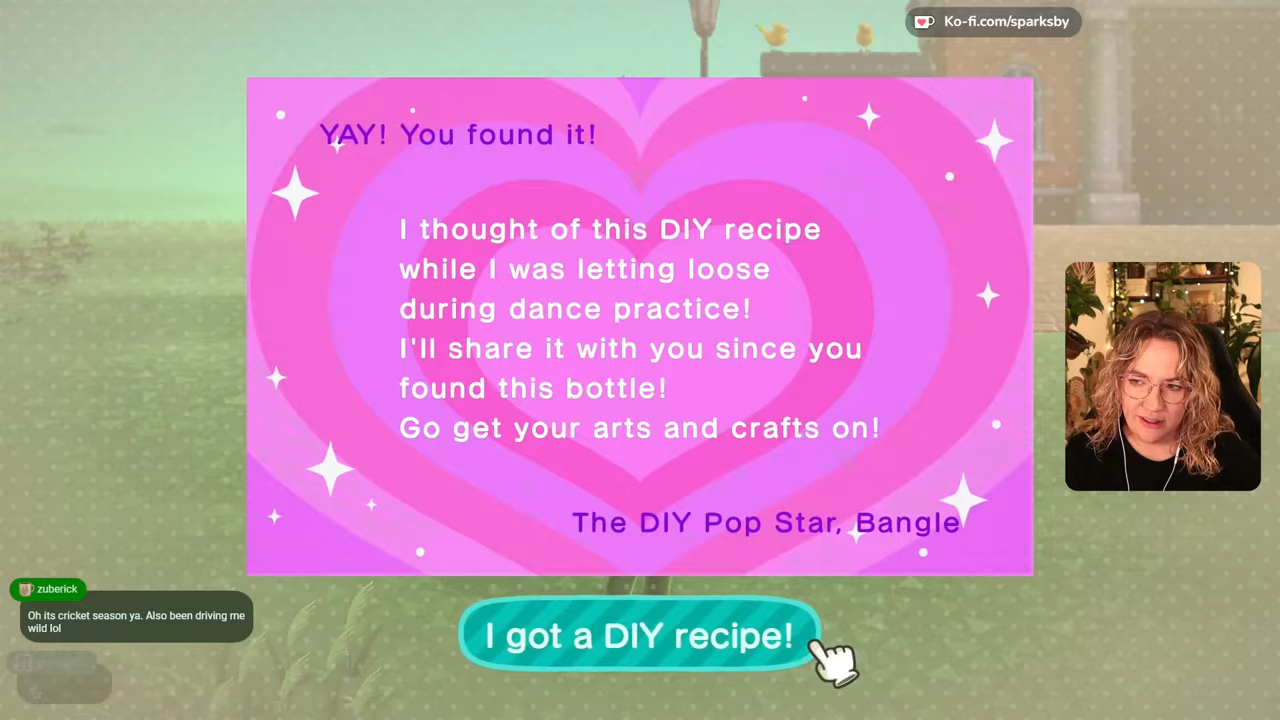 Ko-fi.com/sparksby
YAY! You found it!
I thought of this DIY recipe
while I was letting loose
during dance practice!
I'll share it with you since you
found this bottle!
Go get your arts and crafts on!
The DIY Pop Star, Bangle
zuberick
Oh its cricket season ya. Also been driving me
wild lol
I got a DIY recipe!